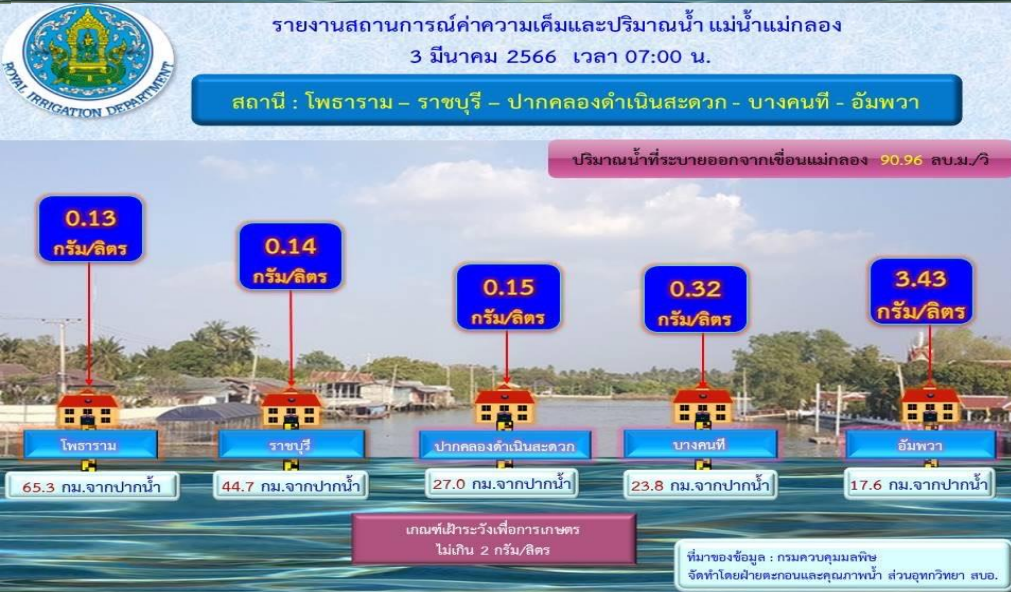 รายงานสถานการณ์ค่าความเค็มและปริมาณน้ำ แม่น้ำแม่กลอง
3 มีนาคม 2566 เวลา 07:00 น.
ROYAL IRRIGATION DEPARTMENT
สถานี : โพธาราม – ราชบุรี – ปากคลองดำเนินสะดวก - บางคนที - อัมพวา
ปริมาณน้ำที่ระบายออกจากเขื่อนแม่กลอง 90.96 ลบ.ม./วิ
0.13
กรัม/ลิตร
0.14
กรัม/ลิตร
0.15
กรัม/ลิตร
0.32
กรัม/ลิตร
3.43
กรัม/ลิตร
โพธาราม
ราชบุรี
ปากคลองดำเนินสะดวก
บางคนที
อัมพวา
65.3 กม.จากปากน้ำ
44.7 กม.จากปากน้ำ
27.0 กม.จากปากน้ำ
23.8 กม.จากปากน้ำ
17.6 กม.จากปากน้ำ
เกณฑ์เฝ้าระวังเพื่อการเกษตร
ไม่เกิน 2 กรัม/ลิตร
ที่มาของข้อมูล : กรมควบคุมมลพิษ
จัดทำโดยฝ่ายตะกอนและคุณภาพน้ำ ส่วนอุทกวิทยา สบอ.